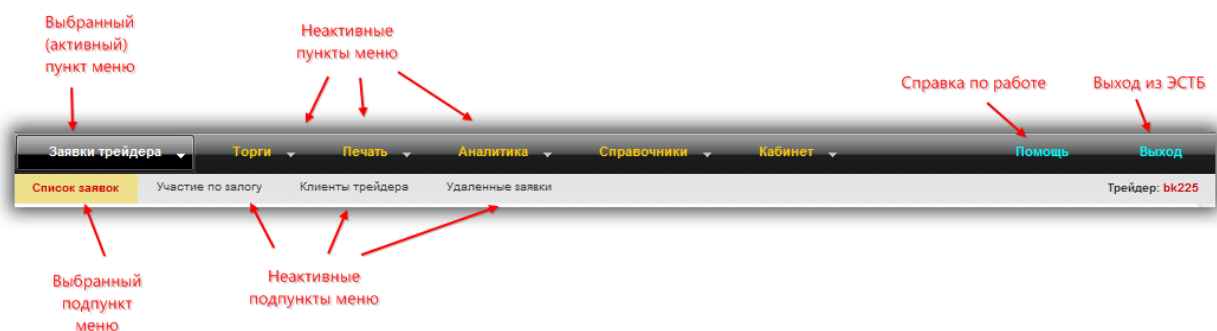 Выбранный
(активный)
пункт меню
Неактивные
пункты меню
Справка по работе
Выход из ЭСТБ
Заявки трейдера Торги Печать Аналитика Справочники Кабинет Помощь Выход
Список заявок Участие по залогу Клиенты трейдера Удаленные заявки Трейдер: bk225
Выбранный
подпункт
меню
Неактивные
подпункты меню